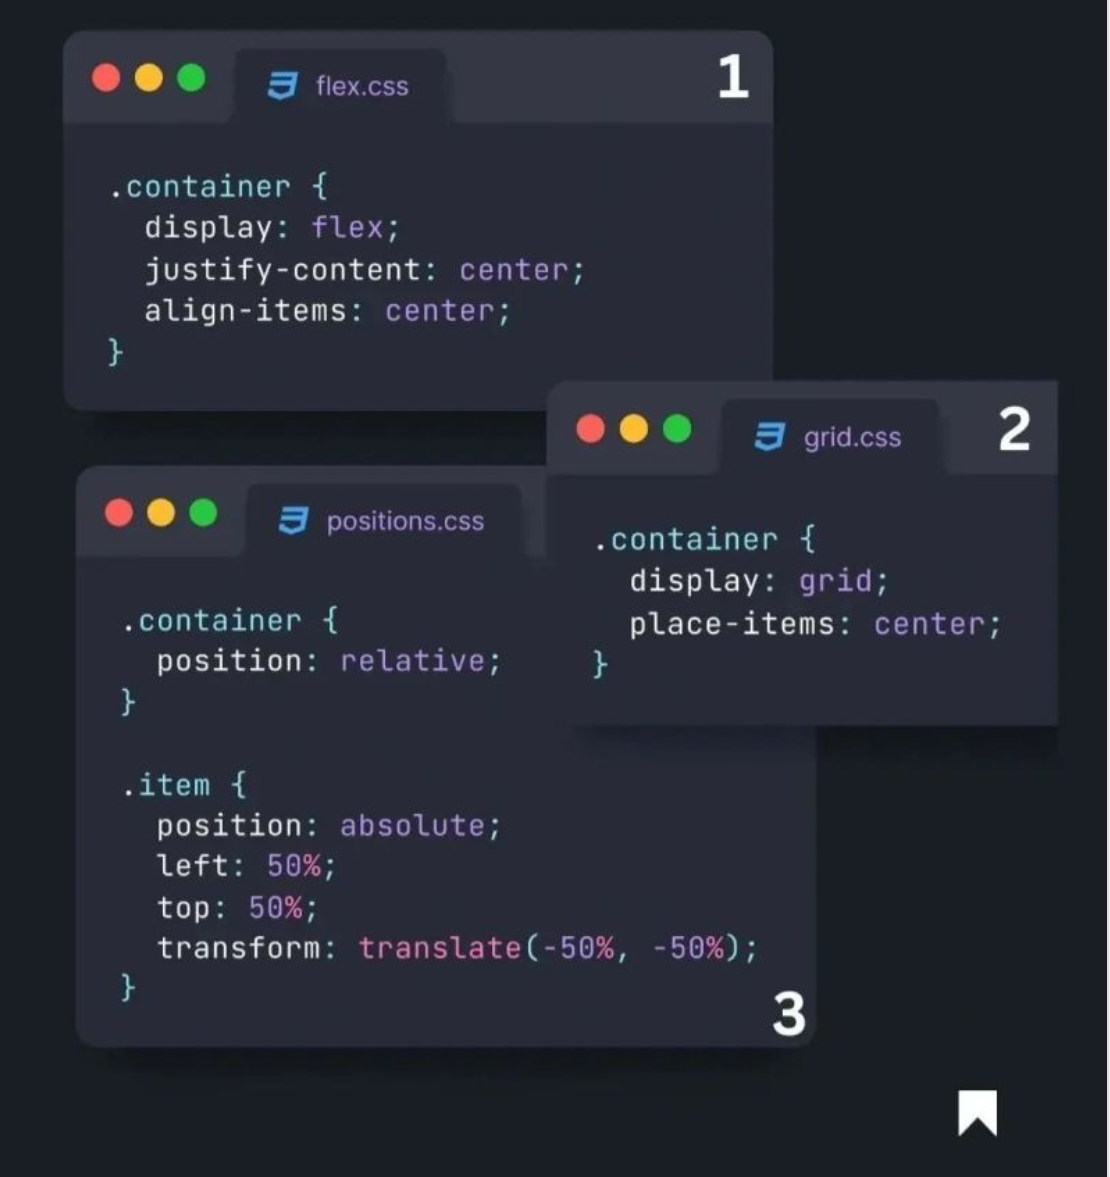 flex.css
1
.container {
  display: flex;
  justify-content: center;
  align-items: center;
}
grid.css
2
.container {
  display: grid;
  place-items: center;
}
positions.css
.container {
  position: relative;
}

.item {
  position: absolute;
  left: 50%;
  top: 50%;
  transform: translate(-50%, -50%);
}
3